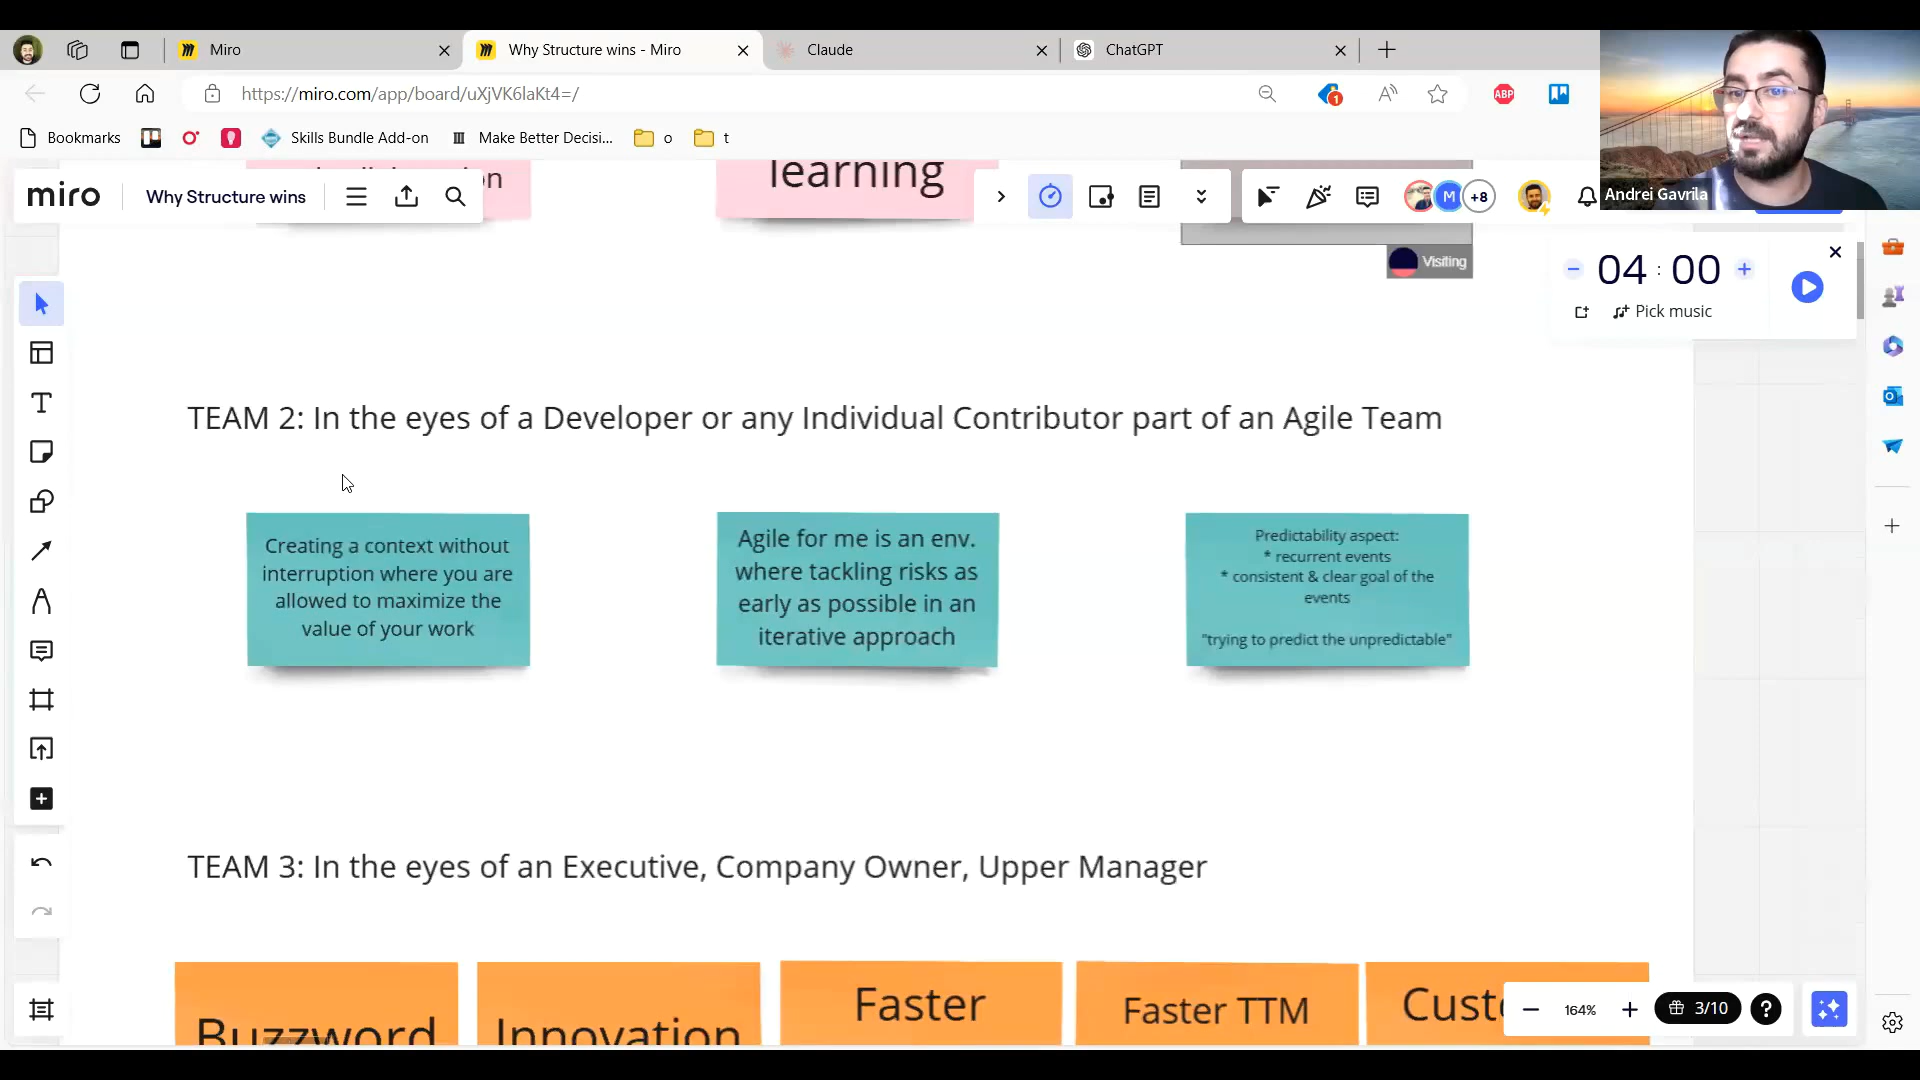 Miro
Why Structure wins - Miro
Claude
ChatGPT
https://miro.com/app/board/uXjVK6laKt4=/
1
ABP
Bookmarks
Skills Bundle Add-on
Make Better Decisi...
o
t
Andrei Gavrila
miro
Why Structure wins
learning
M
+8
Visiting
04 : 00
Pick music
TEAM 2: In the eyes of a Developer or any Individual Contributor part of an Agile Team
Creating a context without
interruption where you are
allowed to maximize the
value of your work
Agile for me is an env.
where tackling risks as
early as possible in an
iterative approach
Predictability aspect:
* recurrent events
* consistent & clear goal of the
events
"trying to predict the unpredictable"
TEAM 3: In the eyes of an Executive, Company Owner, Upper Manager
Buzzword
Innovation
Faster
Faster TTM
164%
3/10
?